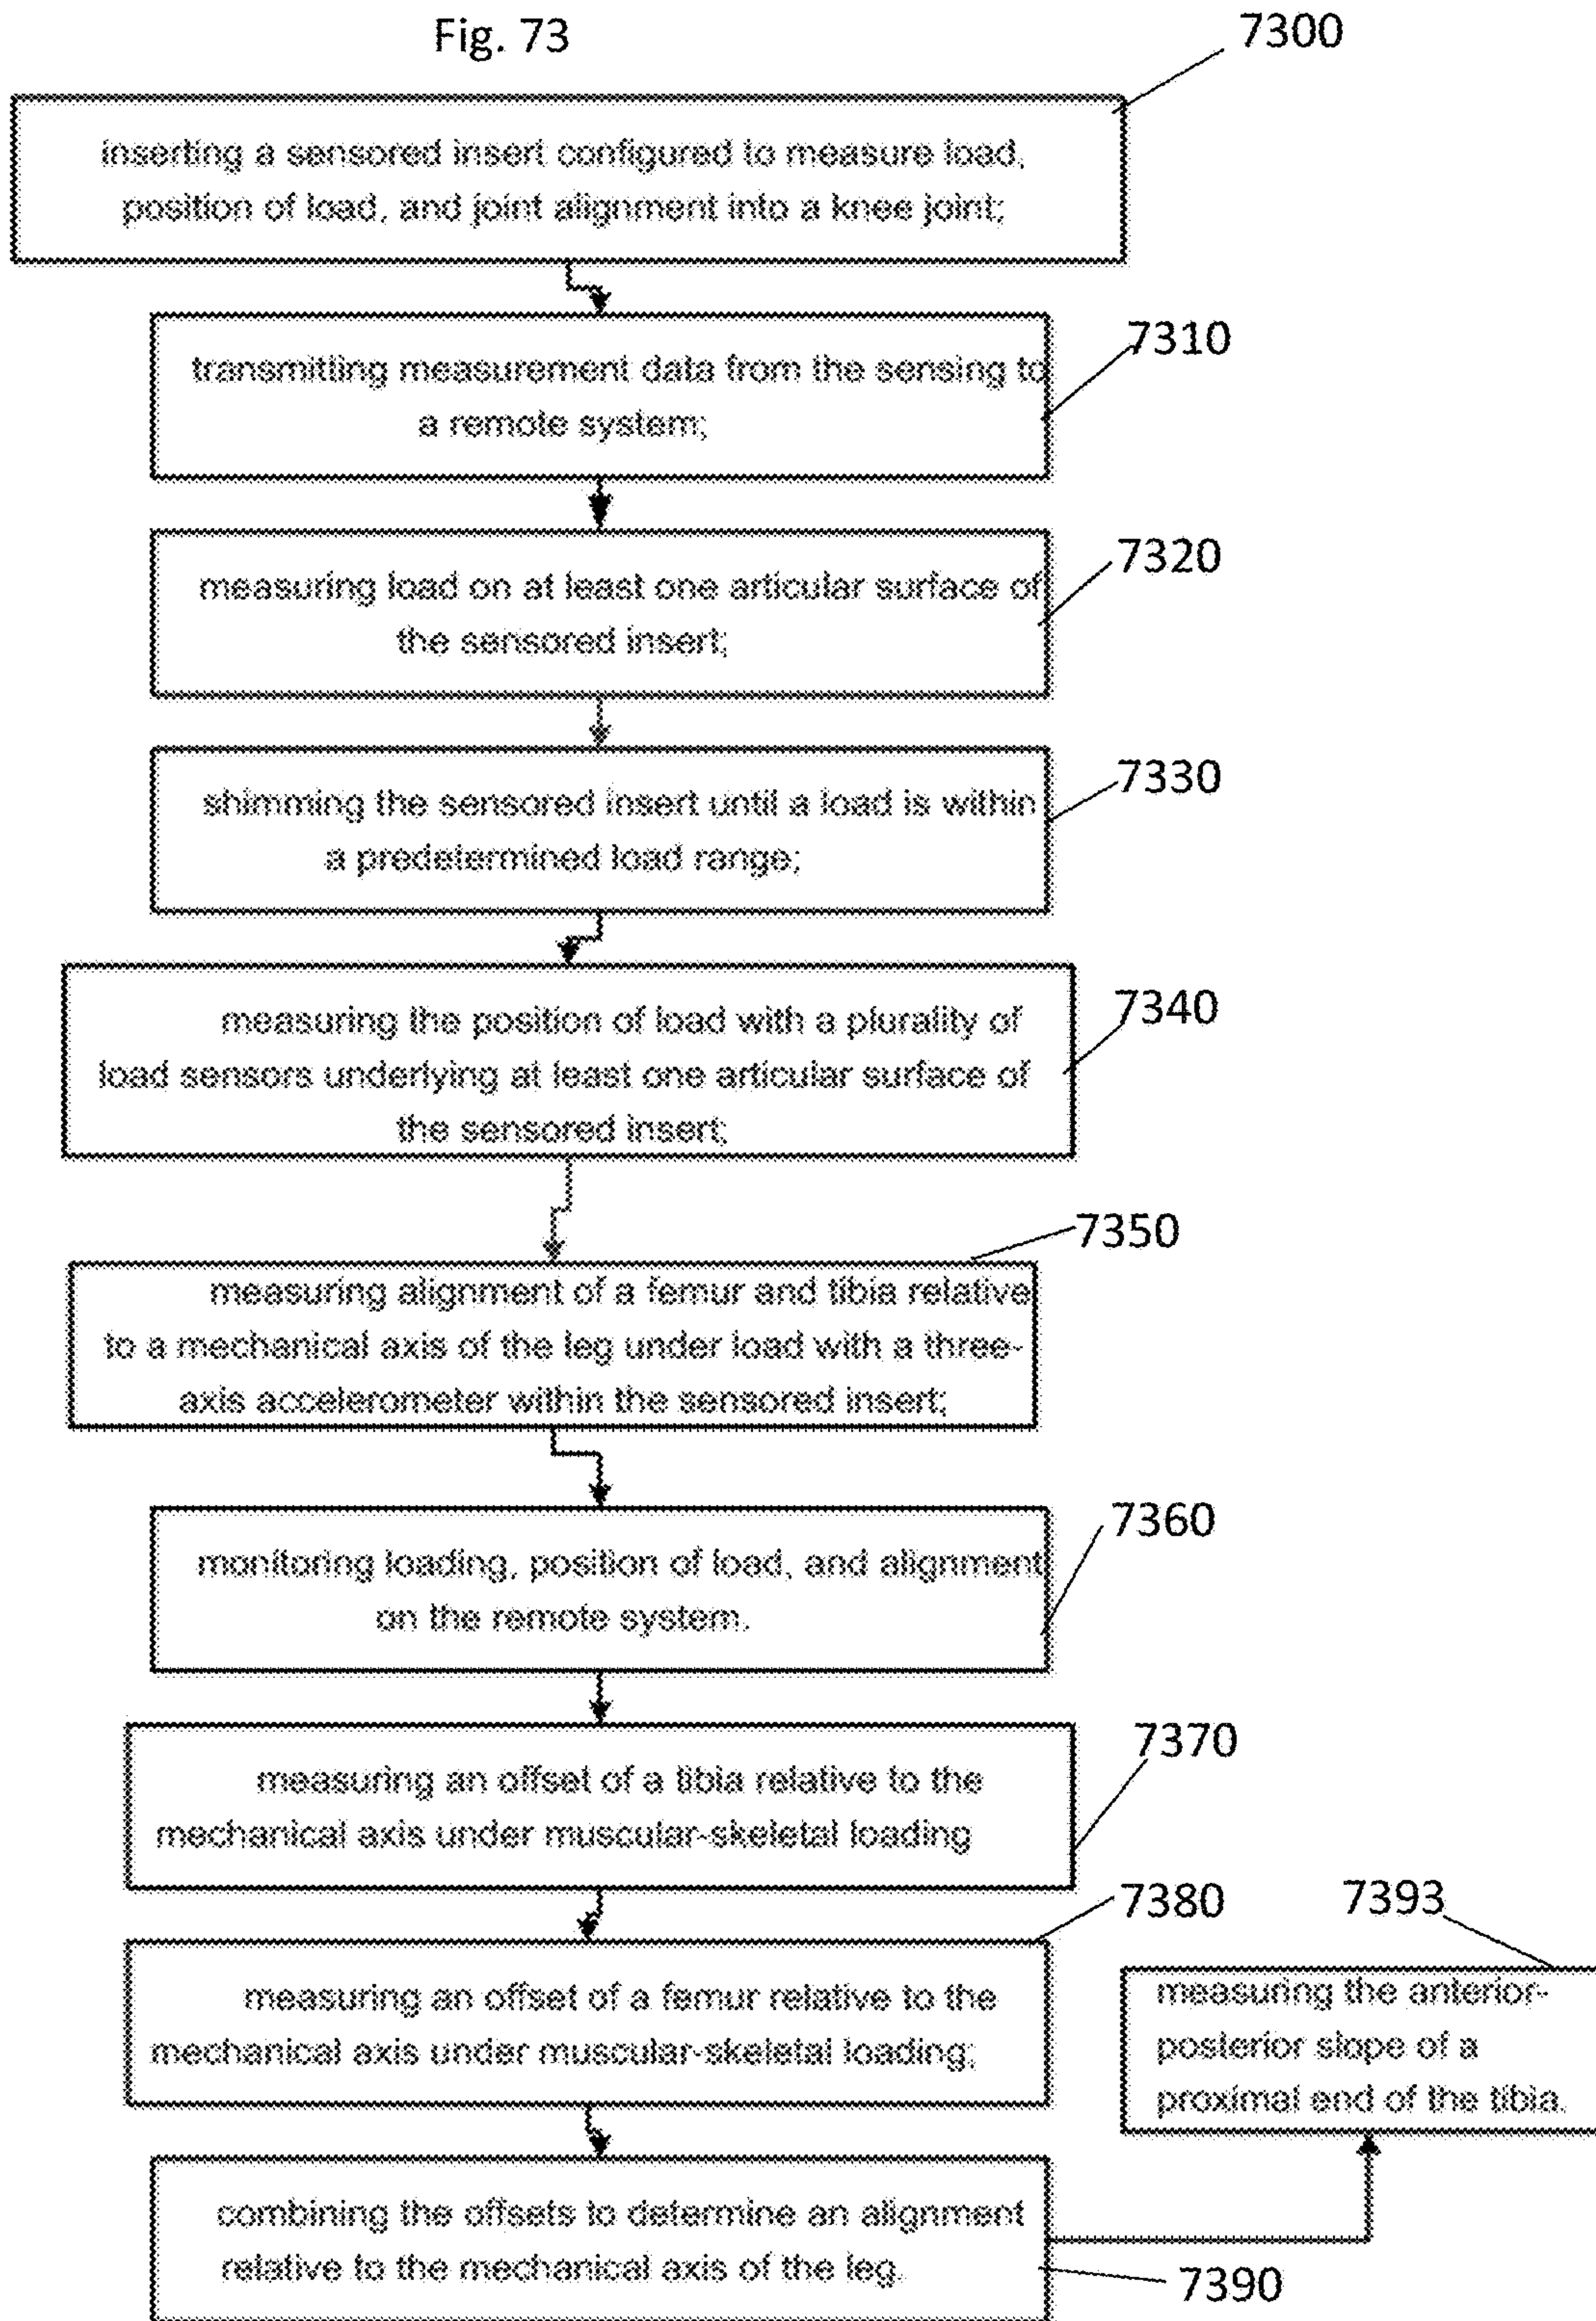 Fig. 73
7300
inserting a sensored insert configured to measure load,
position of load, and joint alignment into a knee joint;
7310
transmitting measurement data from the sensing to
a remote system;
7320
measuring load on at least one articular surface of
the sensored insert;
7330
shimming the sensored insert until a load is within
a predetermined load range;
7340
measuring the position of load with a plurality of
load sensors underlying at least one articular surface of
the sensored insert;
7350
measuring alignment of a femur and tibia relative
to a mechanical axis of the leg under load with a three-
axis accelerometer within the sensored insert;
7360
monitoring loading, position of load, and alignment
on the remote system.
7370
measuring an offset of a tibia relative to the
mechanical axis under muscular-skeletal loading
7380
measuring an offset of a femur relative to the
mechanical axis under muscular-skeletal loading;
7393
measuring the anterior-
posterior slope of a
proximal end of the tibia.
combining the offsets to determine an alignment
relative to the mechanical axis of the leg.
7390